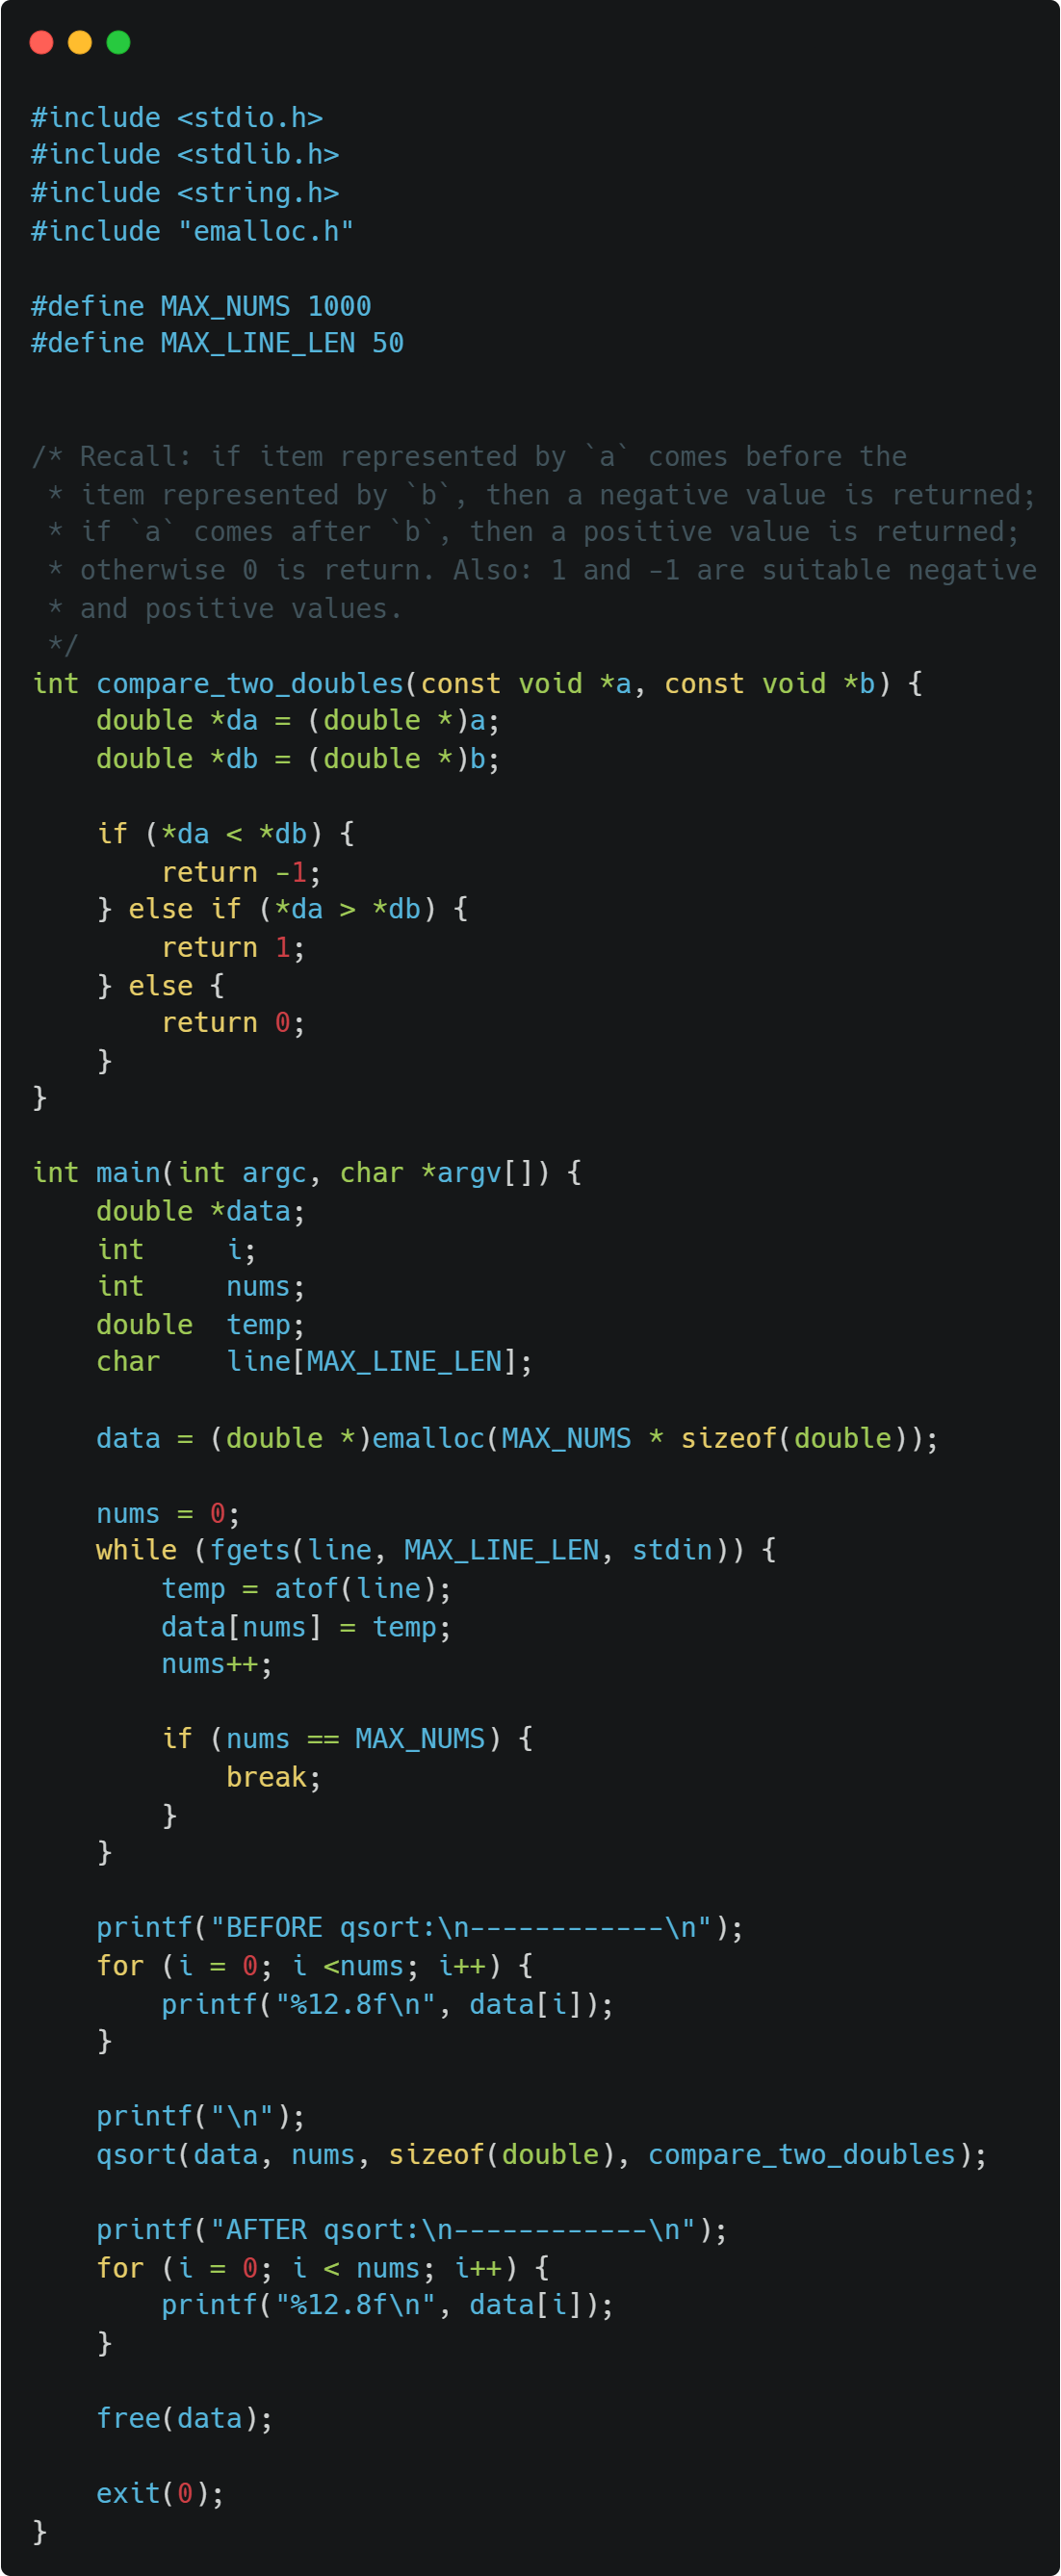 #include <stdio.h>
#include <stdlib.h>
#include <string.h>
#include "emalloc.h"

#define MAX_NUMS 1000
#define MAX_LINE_LEN 50


/* Recall: if item represented by `a` comes before the
 * item represented by `b`, then a negative value is returned;
 * if `a` comes after `b`, then a positive value is returned;
 * otherwise 0 is return. Also: 1 and -1 are suitable negative
 * and positive values.
 */
int compare_two_doubles(const void *a, const void *b) {
    double *da = (double *)a;
    double *db = (double *)b;

    if (*da < *db) {
        return -1;
    } else if (*da > *db) {
        return 1;
    } else {
        return 0;
    }
}

int main(int argc, char *argv[]) {
    double *data;
    int     i;
    int     nums;
    double  temp;
    char    line[MAX_LINE_LEN];

    data = (double *)emalloc(MAX_NUMS * sizeof(double));

    nums = 0;
    while (fgets(line, MAX_LINE_LEN, stdin)) {
        temp = atof(line);
        data[nums] = temp;
        nums++;

        if (nums == MAX_NUMS) {
            break;
        }
    }

    printf("BEFORE qsort:\n------------\n");
    for (i = 0; i <nums; i++) {
        printf("%12.8f\n", data[i]);
    }

    printf("\n");
    qsort(data, nums, sizeof(double), compare_two_doubles);

    printf("AFTER qsort:\n------------\n");
    for (i = 0; i < nums; i++) {
        printf("%12.8f\n", data[i]);
    }

    free(data);

    exit(0);
}